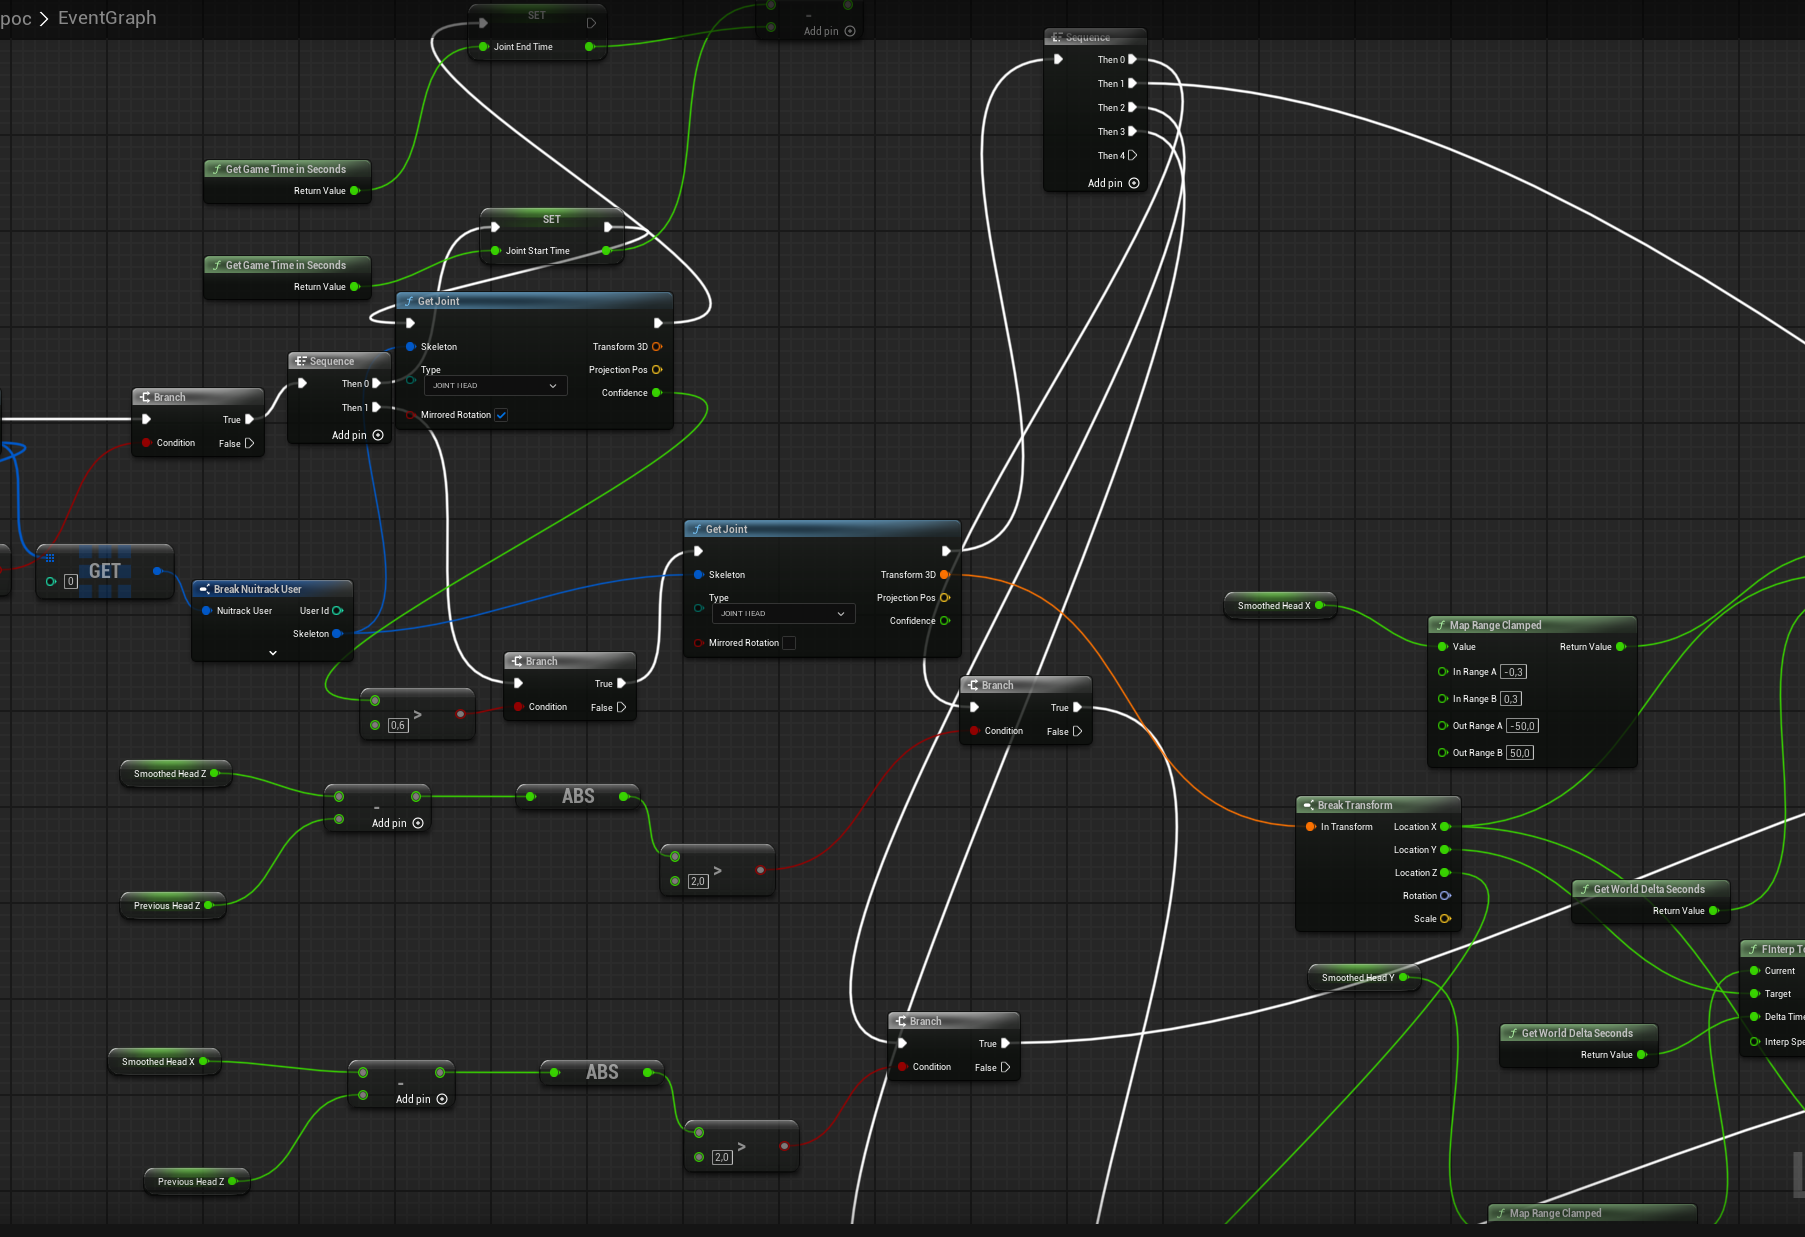 poc > EventGraph
SET
Joint End Time
-
Add pin
Sequence
Then 0
Then 1
Then 2
Then 3
Then 4
Add pin
Get Game Time in Seconds
Return Value
SET
Joint Start Time
Get Game Time in Seconds
Return Value
Get Joint
Skeleton
Transform 3D
Type
JOINT HEAD
Projection Pos
Confidence
Mirrored Rotation
Sequence
Then 0
Then 1
Add pin
Branch
True
Condition
False
GET
0
Break Nuitrack User
Nuitrack User
User Id
Skeleton
Get Joint
Skeleton
Transform 3D
Type
JOINT HEAD
Projection Pos
Confidence
Mirrored Rotation
Branch
True
Condition
False
>
0,6
Branch
True
Condition
False
Smoothed Head X
Map Range Clamped
Value
Return Value
In Range A -0,3
In Range B 0,3
Out Range A -50,0
Out Range B 50,0
Smoothed Head Z
-
Add pin
ABS
>
2,0
Previous Head Z
Break Transform
In Transform
Location X
Location Y
Location Z
Rotation
Scale
Get World Delta Seconds
Return Value
FInterp T
Current
Target
Delta Time
Interp Spe
Smoothed Head Y
Get World Delta Seconds
Return Value
Branch
True
Condition
False
Smoothed Head X
-
Add pin
ABS
>
2,0
Previous Head Z
Map Range Clamped